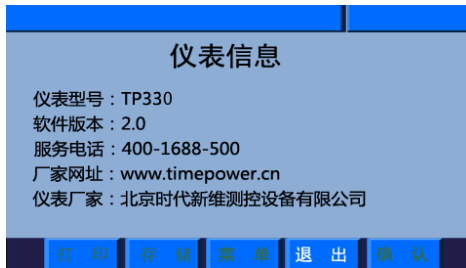 仪表信息
仪表型号：TP330
软件版本：2.0
服务电话：400-1688-500
厂家网址：www.timepower.cn
仪表厂家：北京时代新维测控设备有限公司
打 印 存 储 菜 单 退 出 确 认